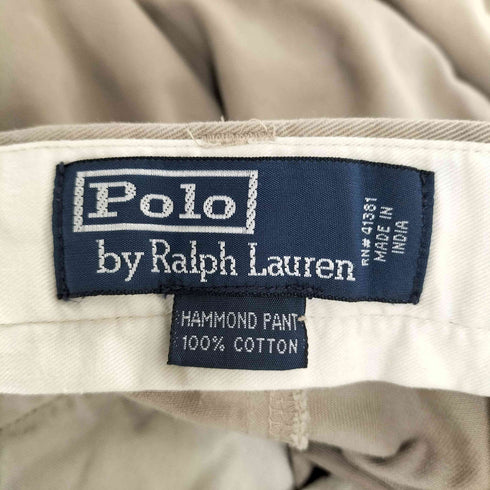 Polo
by Ralph Lauren
RN# 41381
MADE IN
INDIA
HAMMOND PANT
100% COTTON